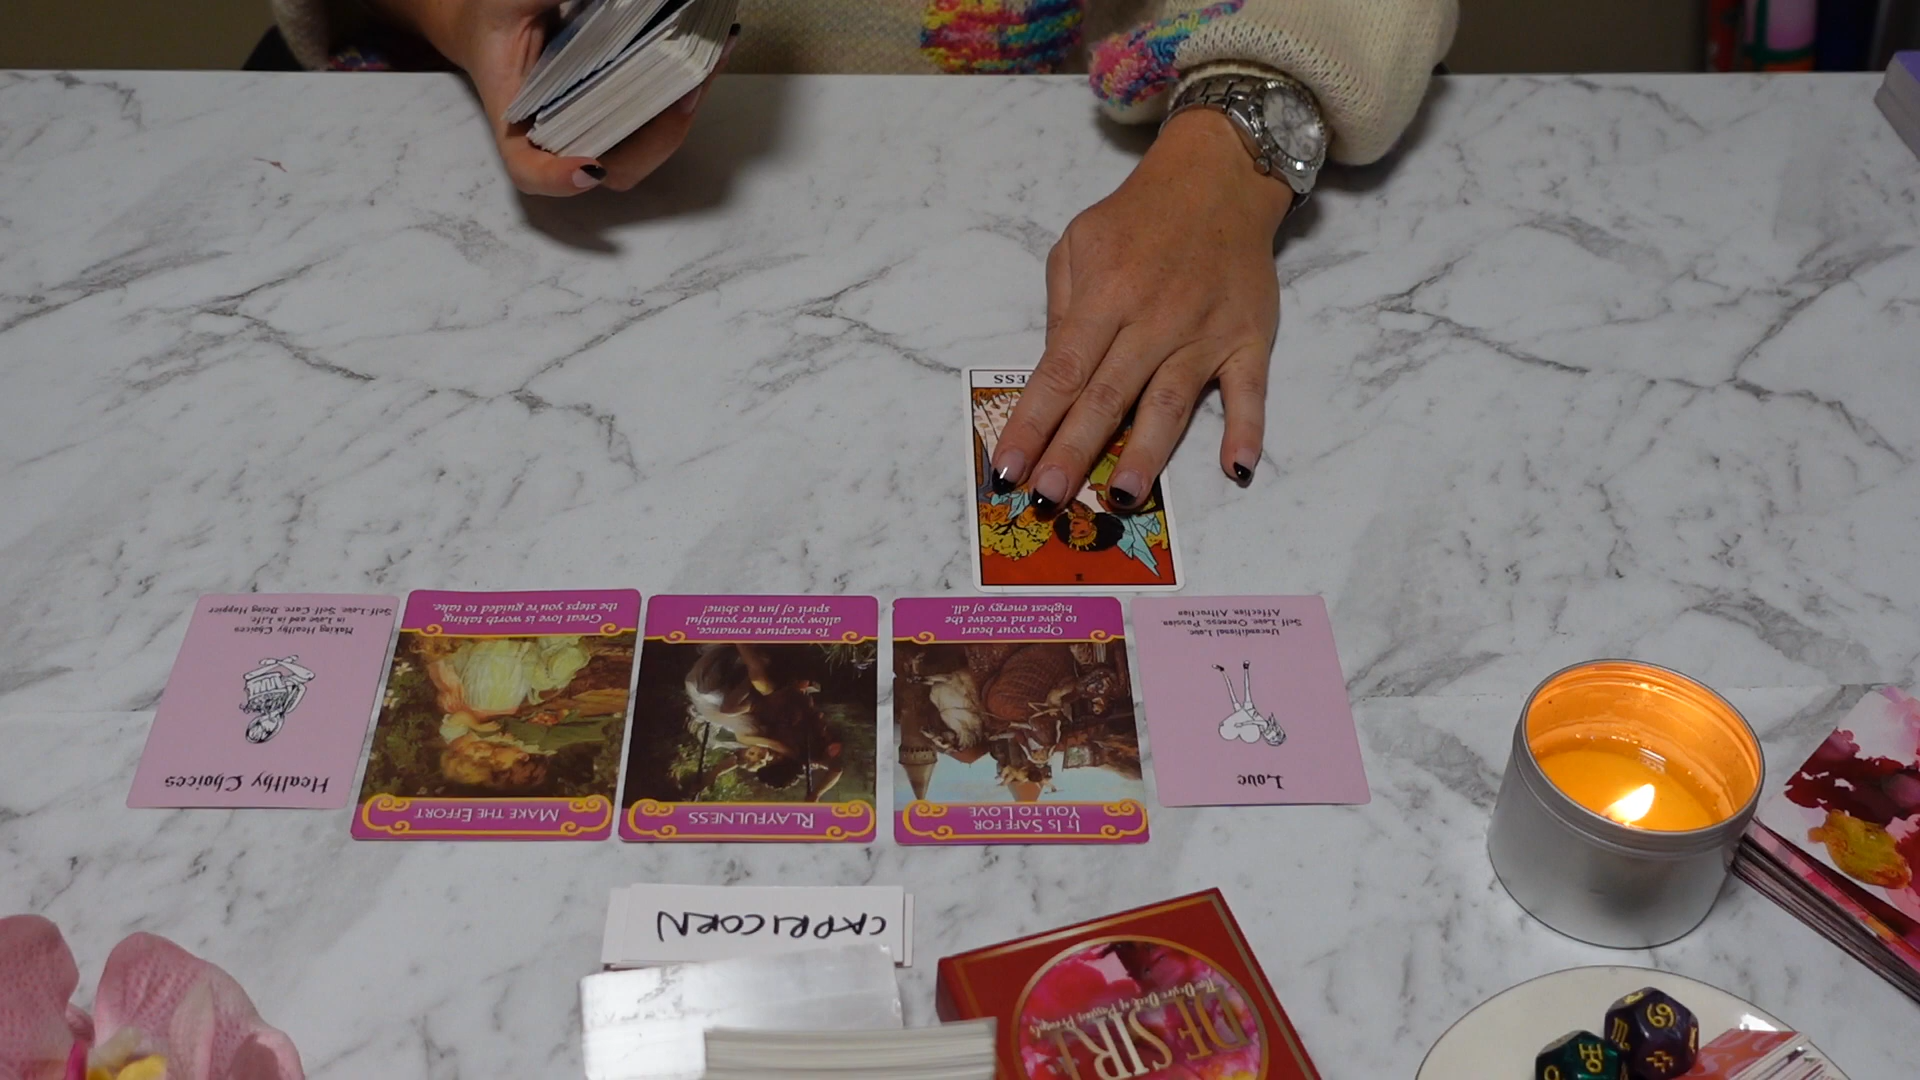 ESS
II
Healthy Choices
Making Healthy Choices
in Love and in Life.
Self-Love. Self Care. Being Happier
MAKE THE EFFORT
Great love is worth taking
the steps you're guided to take.
PLAYFULNESS
To recapture romance,
allow your inner youthful
spirit of fun to shine!
IT IS SAFE FOR
YOU TO LOVE
Open your heart
to give and receive the
highest energy of all.
Love
Unconditional Love.
Self Love. Oneness. Passion.
Affection. Attraction
CAPRICORN
DESIRE